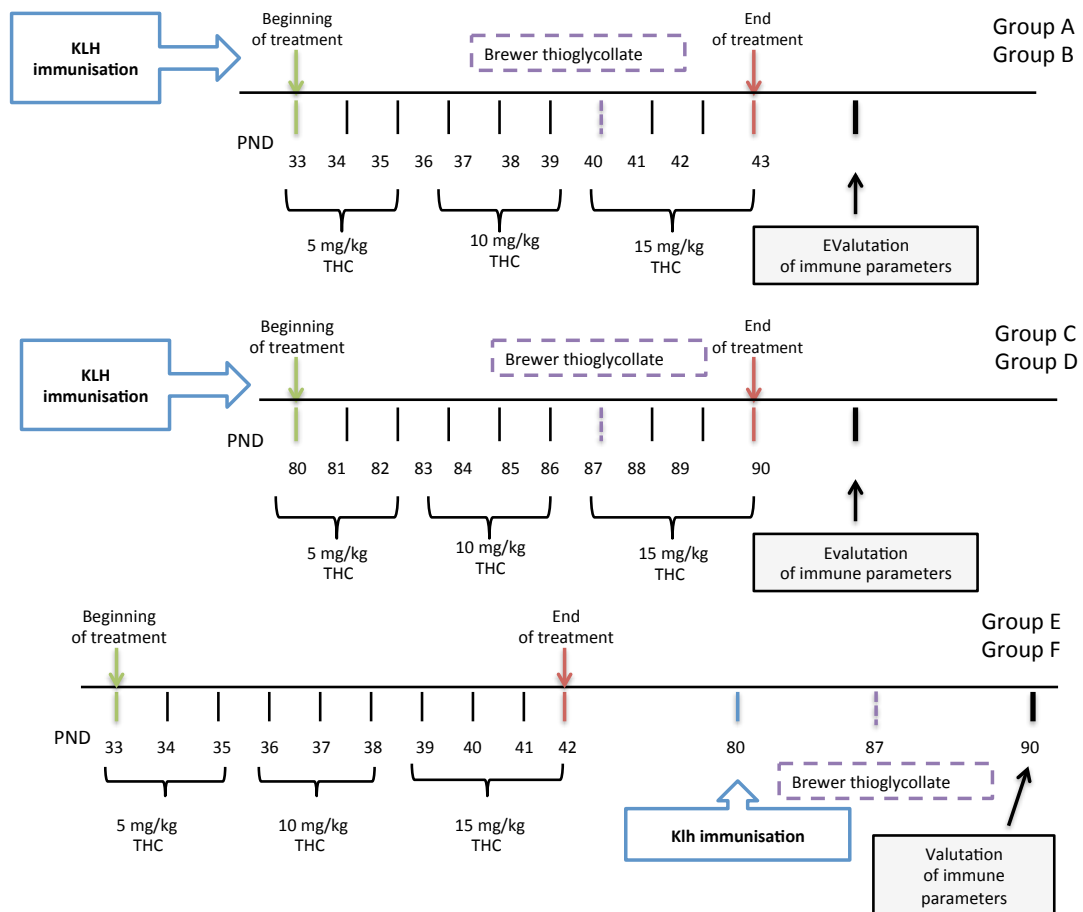 KLH
immunisation
Beginning
of treatment
Brewer thioglycollate
End
of treatment
Group A
Group B
PND
33 34 35 36 37 38 39 40 41 42 43
5 mg/kg
THC
10 mg/kg
THC
15 mg/kg
THC
EValutation
of immune parameters
KLH
immunisation
Beginning
of treatment
Brewer thioglycollate
End
of treatment
Group C
Group D
PND
80 81 82 83 84 85 86 87 88 89 90
5 mg/kg
THC
10 mg/kg
THC
15 mg/kg
THC
Evalutation
of immune parameters
Beginning
of treatment
End
of treatment
Group E
Group F
PND
33 34 35 36 37 38 39 40 41 42 80 87 90
5 mg/kg
THC
10 mg/kg
THC
15 mg/kg
THC
Brewer thioglycollate
Klh immunisation
Valutation
of immune
parameters